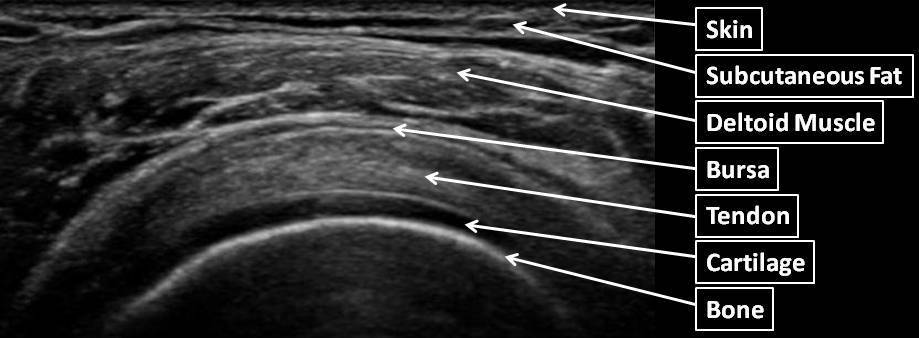 Skin
Subcutaneous Fat
Deltoid Muscle
Bursa
Tendon
Cartilage
Bone